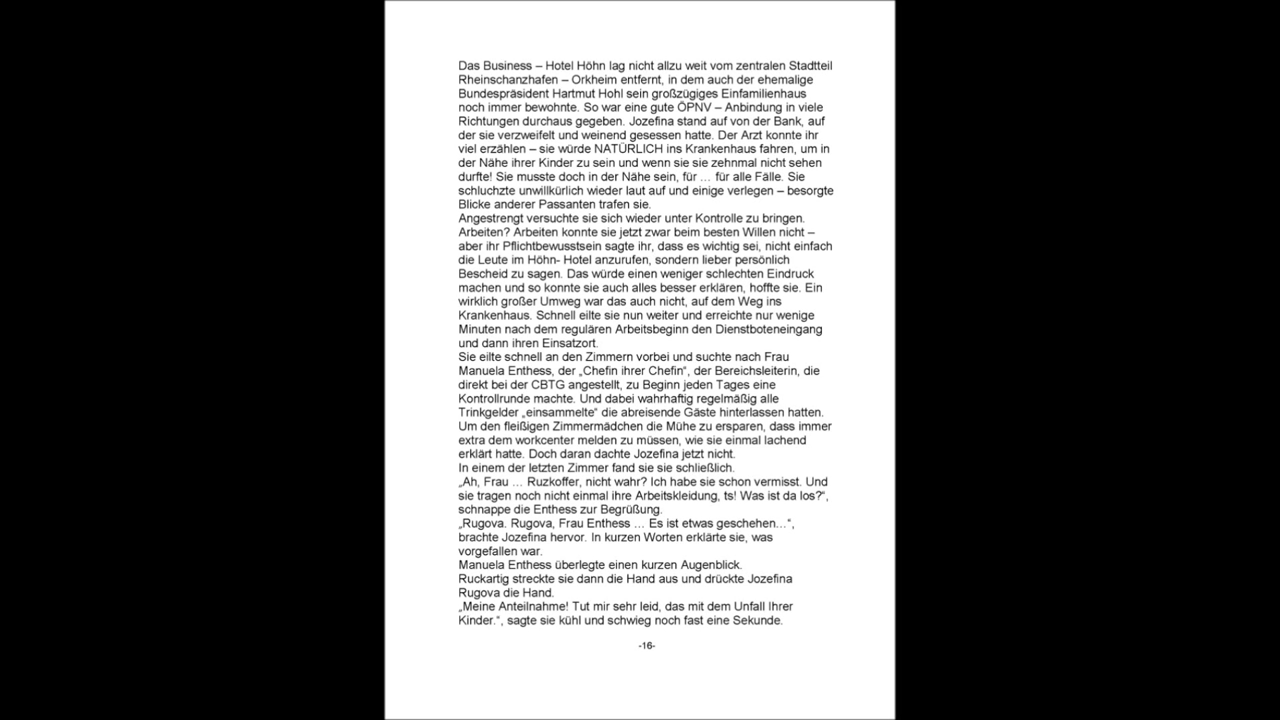 Das Business – Hotel Höhn lag nicht allzu weit vom zentralen Stadtteil
Rheinschanzhafen – Orkheim entfernt, in dem auch der ehemalige
Bundespräsident Hartmut Hohl sein großzügiges Einfamilienhaus
noch immer bewohnte. So war eine gute ÖPNV – Anbindung in viele
Richtungen durchaus gegeben. Jozefina stand auf von der Bank, auf
der sie verzweifelt und weinend gesessen hatte. Der Arzt konnte ihr
viel erzählen – sie würde NATÜRLICH ins Krankenhaus fahren, um in
der Nähe ihrer Kinder zu sein und wenn sie sie zehnmal nicht sehen
durfte! Sie musste doch in der Nähe sein, für … für alle Fälle. Sie
schluchzte unwillkürlich wieder laut auf und einige verlegen – besorgte
Blicke anderer Passanten trafen sie.
Angestrengt versuchte sie sich wieder unter Kontrolle zu bringen.
Arbeiten? Arbeiten konnte sie jetzt zwar beim besten Willen nicht –
aber ihr Pflichtbewusstsein sagte ihr, dass es wichtig sei, nicht einfach
die Leute im Höhn- Hotel anzurufen, sondern lieber persönlich
Bescheid zu sagen. Das würde einen weniger schlechten Eindruck
machen und so konnte sie auch alles besser erklären, hoffte sie. Ein
wirklich großer Umweg war das auch nicht, auf dem Weg ins
Krankenhaus. Schnell eilte sie nun weiter und erreichte nur wenige
Minuten nach dem regulären Arbeitsbeginn den Dienstboteneingang
und dann ihren Einsatzort.
Sie eilte schnell an den Zimmern vorbei und suchte nach Frau
Manuela Enthess, der „Chefin ihrer Chefin“, der Bereichsleiterin, die
direkt bei der CBTG angestellt, zu Beginn jeden Tages eine
Kontrollrunde machte. Und dabei wahrhaftig regelmäßig alle
Trinkgelder „einsammelte“ die abreisende Gäste hinterlassen hatten.
Um den fleißigen Zimmermädchen die Mühe zu ersparen, dass immer
extra dem workcenter melden zu müssen, wie sie einmal lachend
erklärt hatte. Doch daran dachte Jozefina jetzt nicht.
In einem der letzten Zimmer fand sie sie schließlich.
„Ah, Frau … Ruzkoffer, nicht wahr? Ich habe sie schon vermisst. Und
sie tragen noch nicht einmal ihre Arbeitskleidung, ts! Was ist da los?“,
schnappe die Enthess zur Begrüßung.
„Rugova. Rugova, Frau Enthess … Es ist etwas geschehen…“,
brachte Jozefina hervor. In kurzen Worten erklärte sie, was
vorgefallen war.
Manuela Enthess überlegte einen kurzen Augenblick.
Ruckartig streckte sie dann die Hand aus und drückte Jozefina
Rugova die Hand.
„Meine Anteilnahme! Tut mir sehr leid, das mit dem Unfall Ihrer
Kinder.“, sagte sie kühl und schwieg noch fast eine Sekunde.
-16-